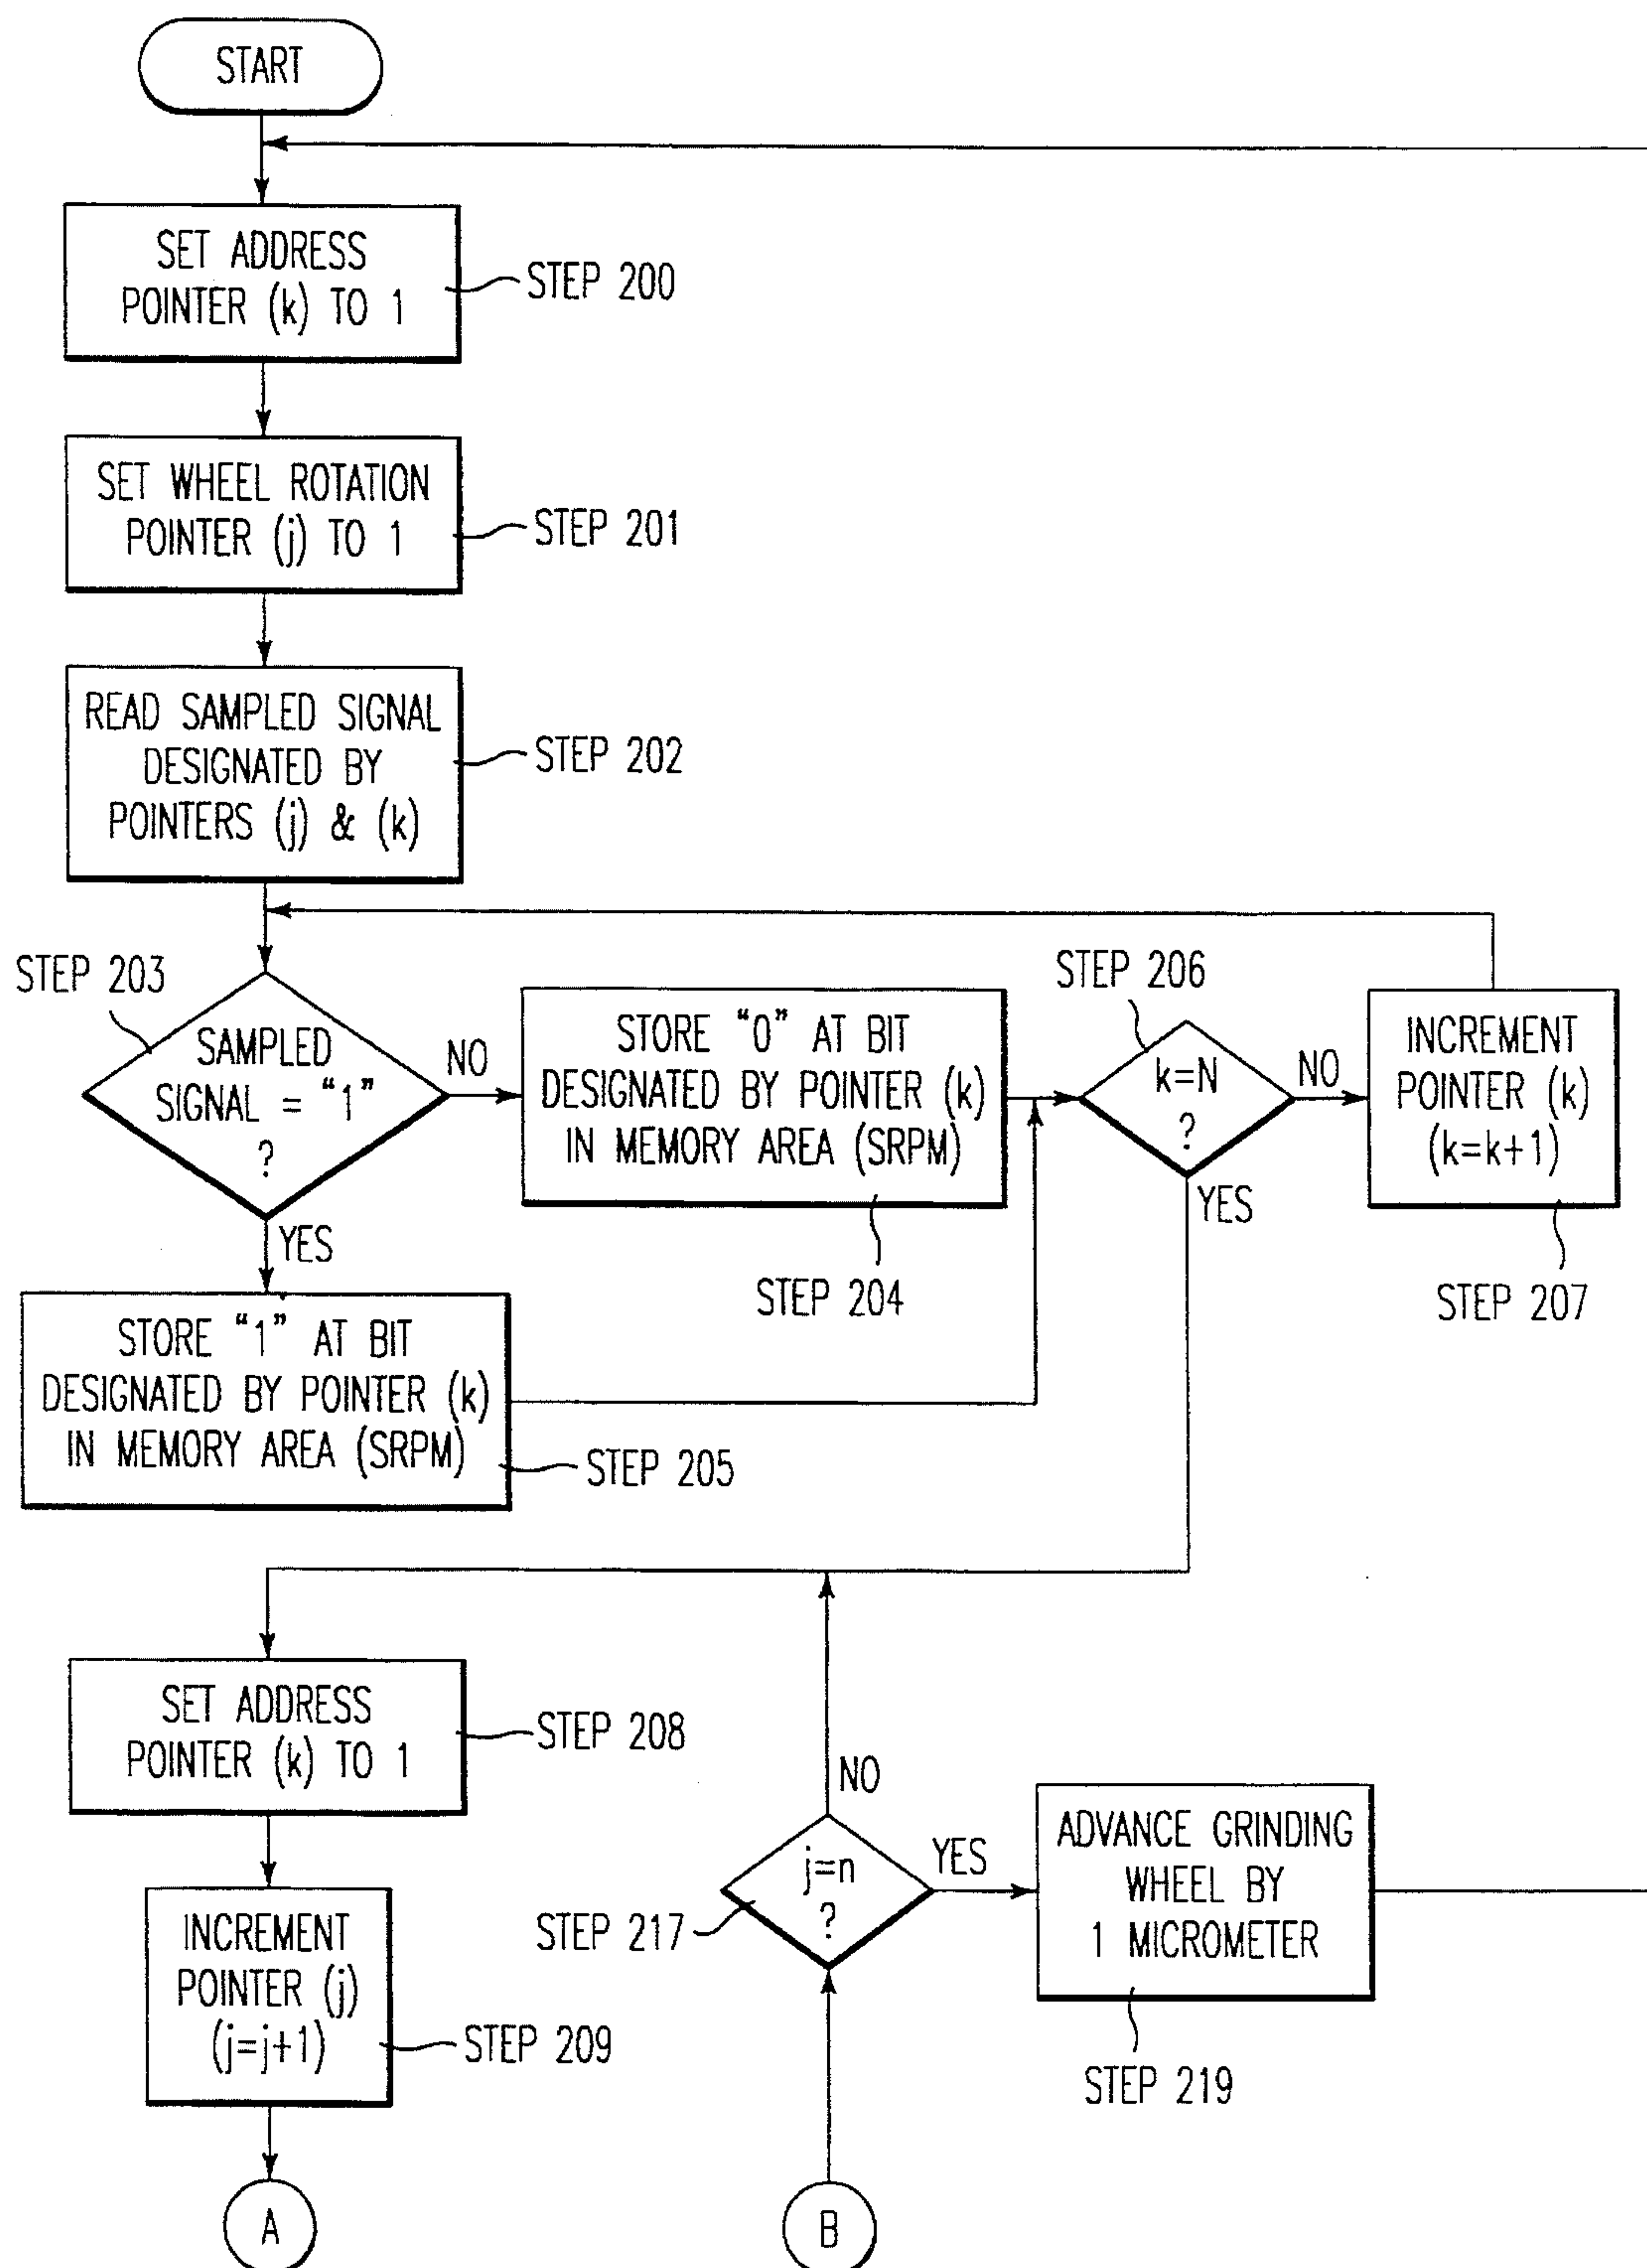 START
SET ADDRESS
POINTER (k) TO 1
STEP 200
SET WHEEL ROTATION
POINTER (j) TO 1
STEP 201
READ SAMPLED SIGNAL
DESIGNATED BY
POINTERS (j) & (k)
STEP 202
STEP 203
SAMPLED
SIGNAL = “1”
?
NO
YES
STORE “0” AT BIT
DESIGNATED BY POINTER (k)
IN MEMORY AREA (SRPM)
STEP 204
STEP 206
k=N
?
NO
YES
INCREMENT
POINTER (k)
(k=k+1)
STEP 207
STORE “1” AT BIT
DESIGNATED BY POINTER (k)
IN MEMORY AREA (SRPM)
STEP 205
SET ADDRESS
POINTER (k) TO 1
STEP 208
INCREMENT
POINTER (j)
(j=j+1)
STEP 209
A
NO
j=n
?
YES
STEP 217
ADVANCE GRINDING
WHEEL BY
1 MICROMETER
STEP 219
B